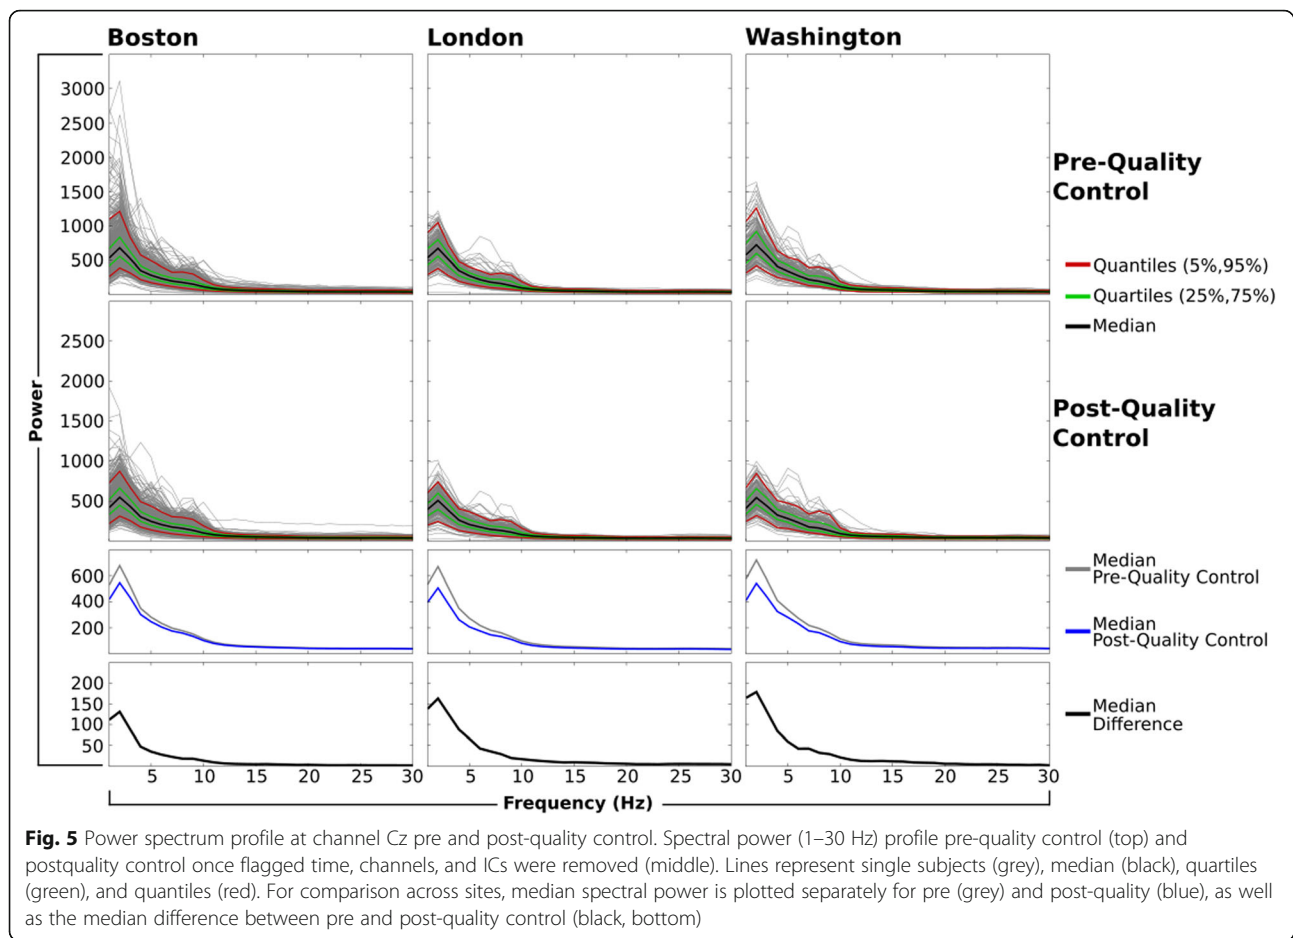 Boston London Washington
3000
2500
2000
1500
1000
500
Pre-Quality
Control
Quantiles (5%,95%)
Quartiles (25%,75%)
Median
2500
2000
1500
1000
500
Post-Quality
Control
Power
600
400
200
Median
Pre-Quality Control
Median
Post-Quality Control
200
150
100
50
Median
Difference
5 10 15 20 25 30 5 10 15 20 25 30 5 10 15 20 25 30
Frequency (Hz)
Fig. 5 Power spectrum profile at channel Cz pre and post-quality control. Spectral power (1–30 Hz) profile pre-quality control (top) and
postquality control once flagged time, channels, and ICs were removed (middle). Lines represent single subjects (grey), median (black), quartiles
(green), and quantiles (red). For comparison across sites, median spectral power is plotted separately for pre (grey) and post-quality (blue), as well
as the median difference between pre and post-quality control (black, bottom)